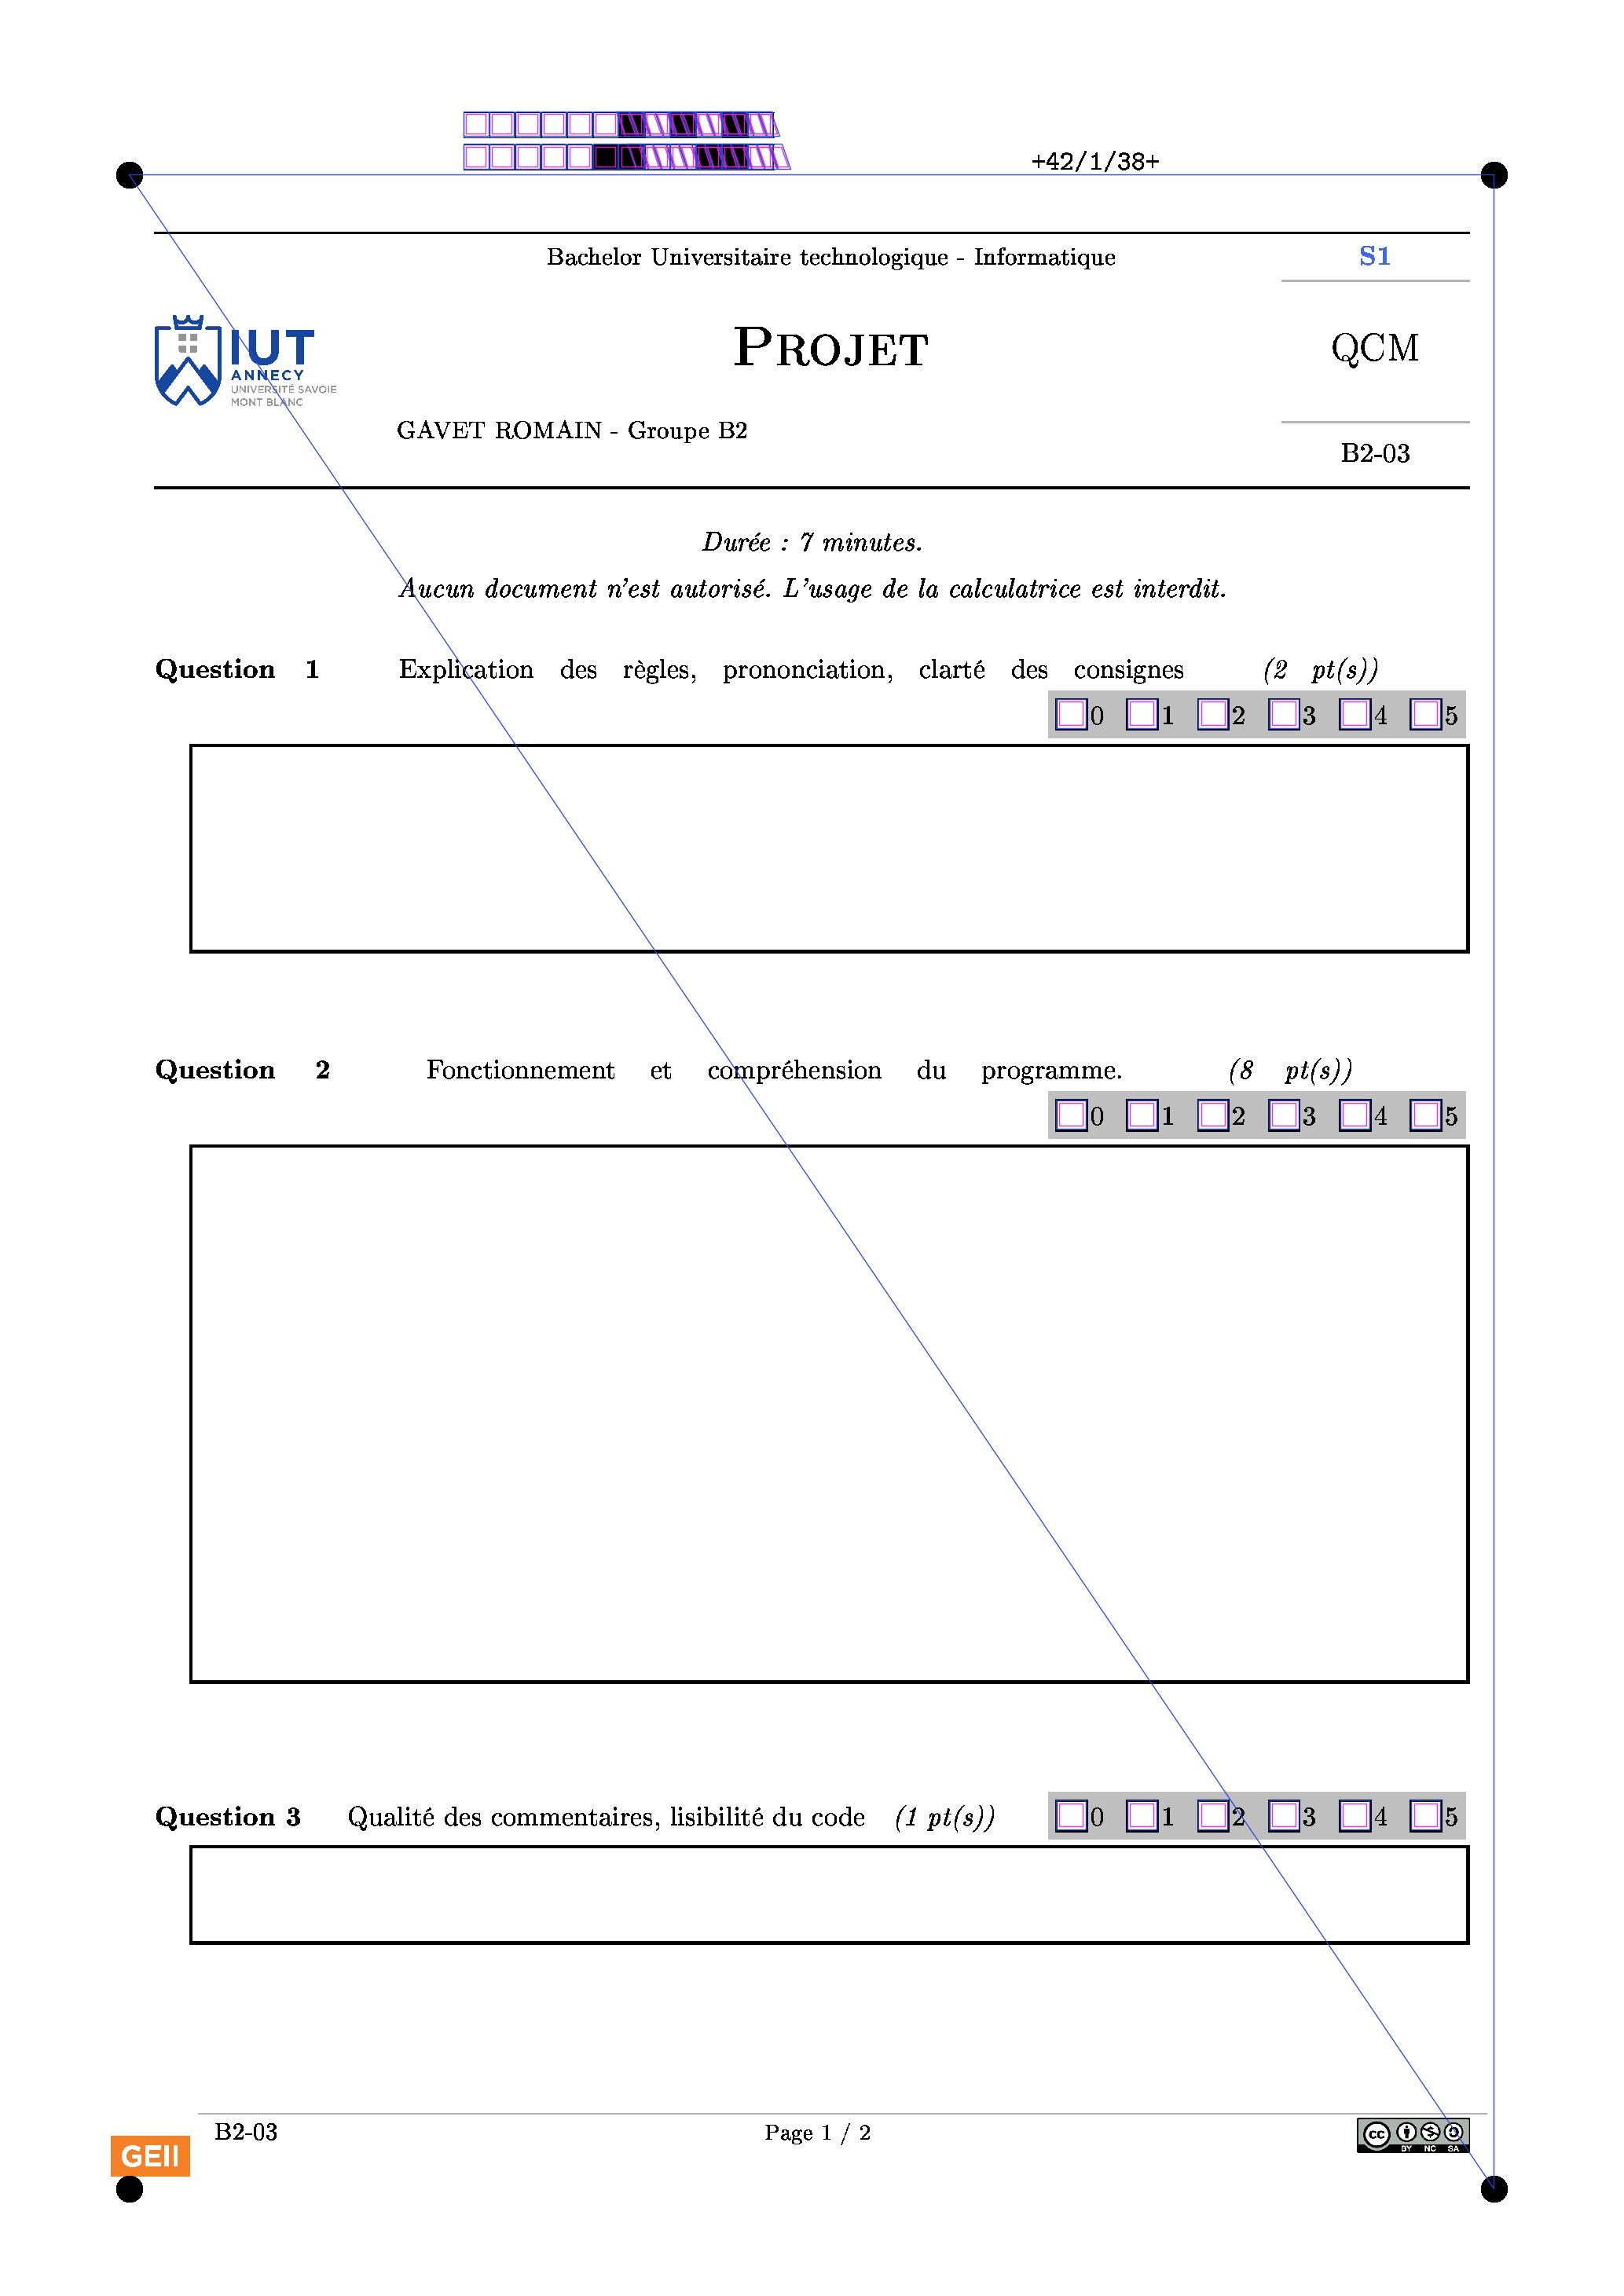 +42/1/38+
Bachelor Universitaire technologique - Informatique
S1
IUT
ANNECY
UNIVERSITÉ SAVOIE
MONT BLANC
PROJET
QCM
GAVET ROMAIN - Groupe B2
B2-03
Durée : 7 minutes.
Aucun document n'est autorisé. L'usage de la calculatrice est interdit.
Question 1 Explication des règles, prononciation, clarté des consignes (2 pt(s))
0 1 2 3 4 5
Question 2 Fonctionnement et compréhension du programme. (8 pt(s))
0 1 2 3 4 5
Question 3 Qualité des commentaires, lisibilité du code (1 pt(s)) 0 1 2 3 4 5
B2-03
Page 1 / 2
cc BY NC SA
GEII